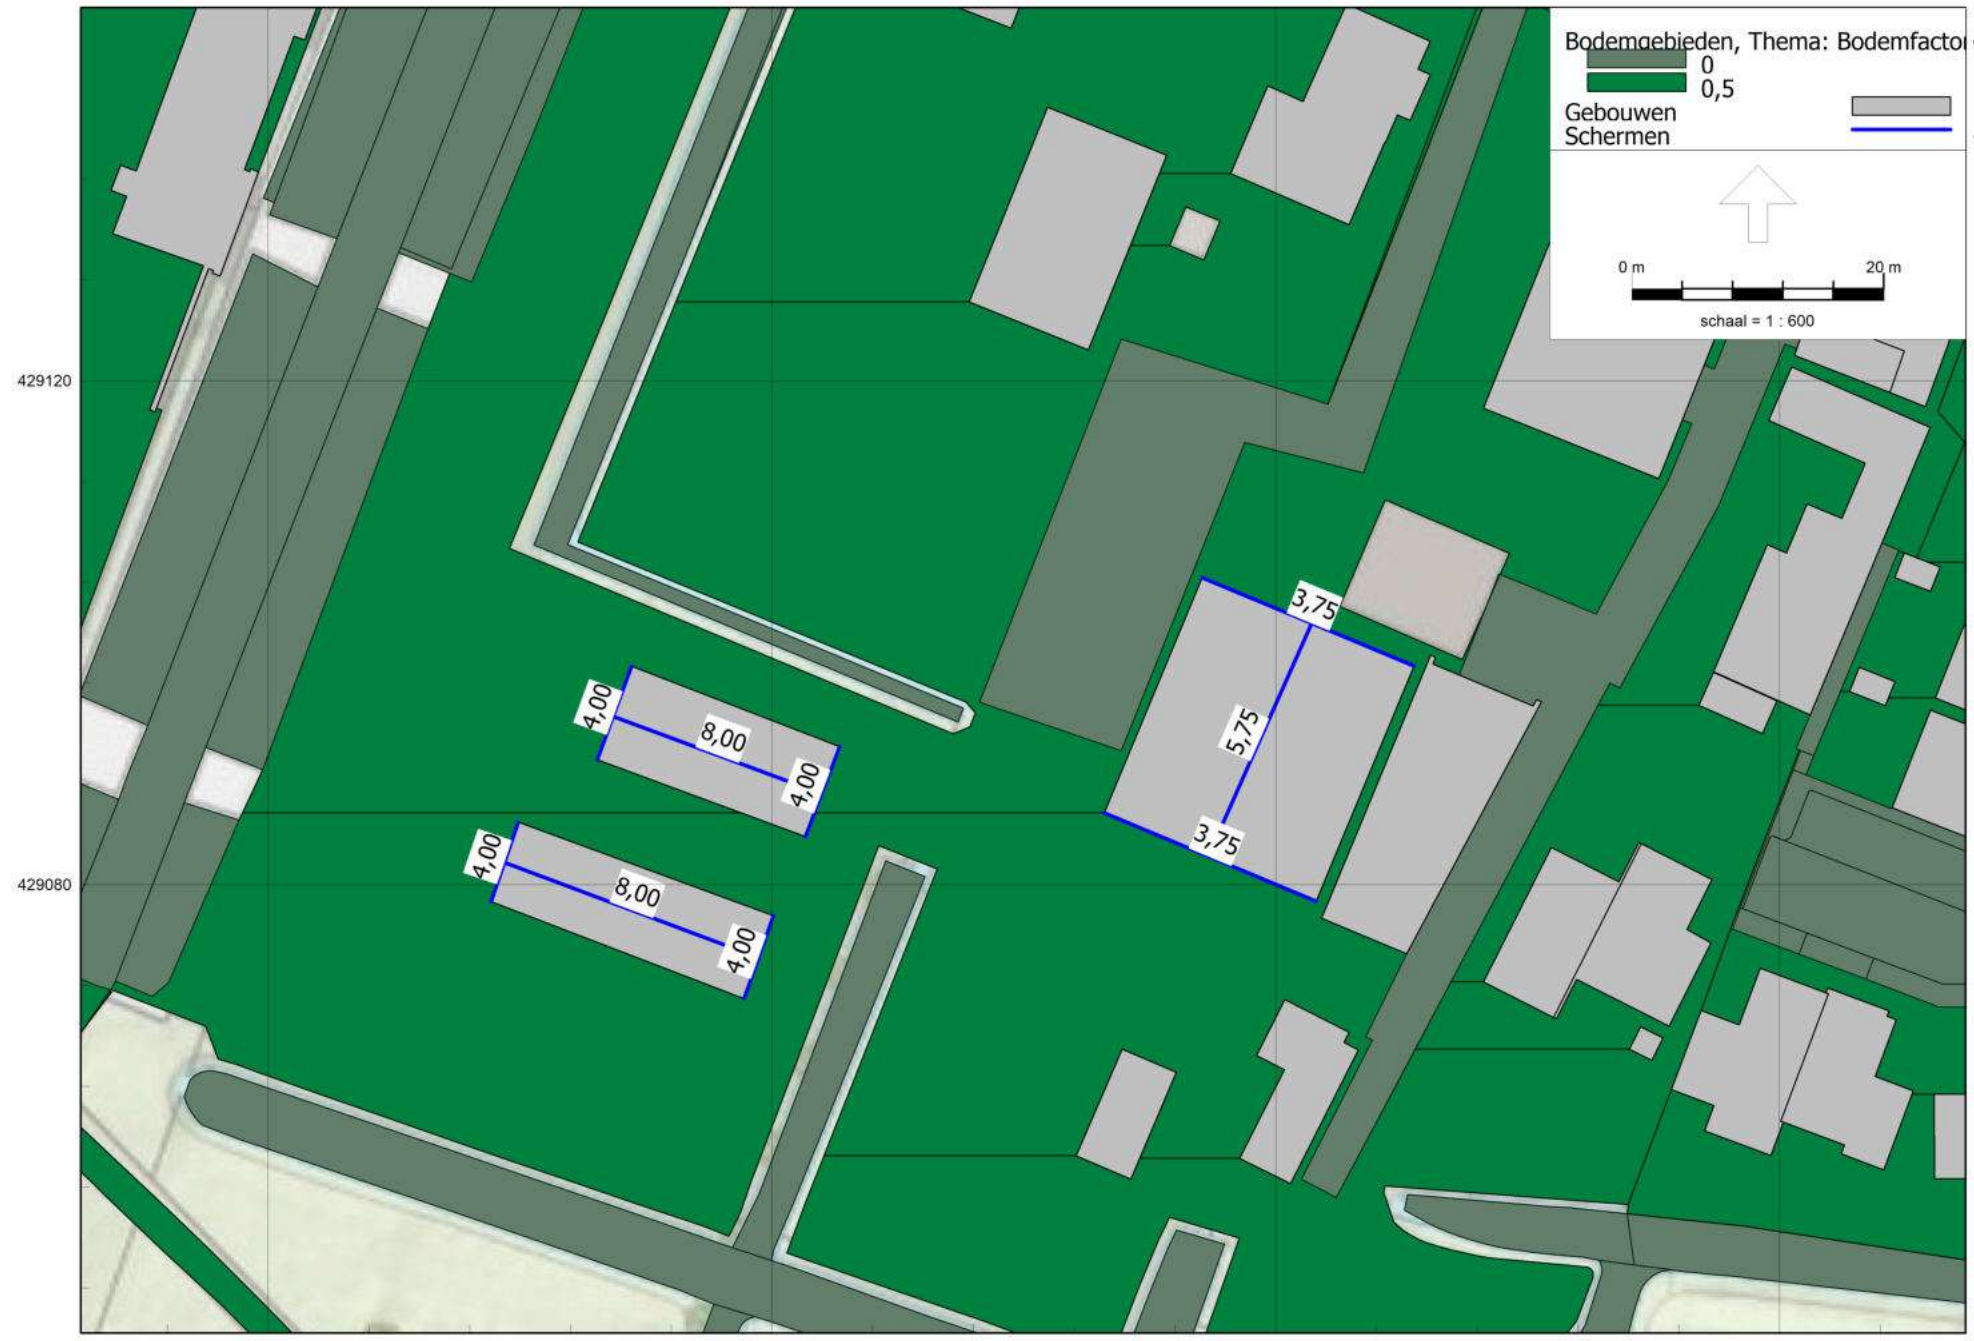 Bodemgebieden, Thema: Bodemfactor
0
0,5
Gebouwen
Schermen
0 m 20 m
schaal = 1 : 600
429120
3,75
4,00
8,00
5,75
4,00
3,75
429080
4,00
8,00
4,00